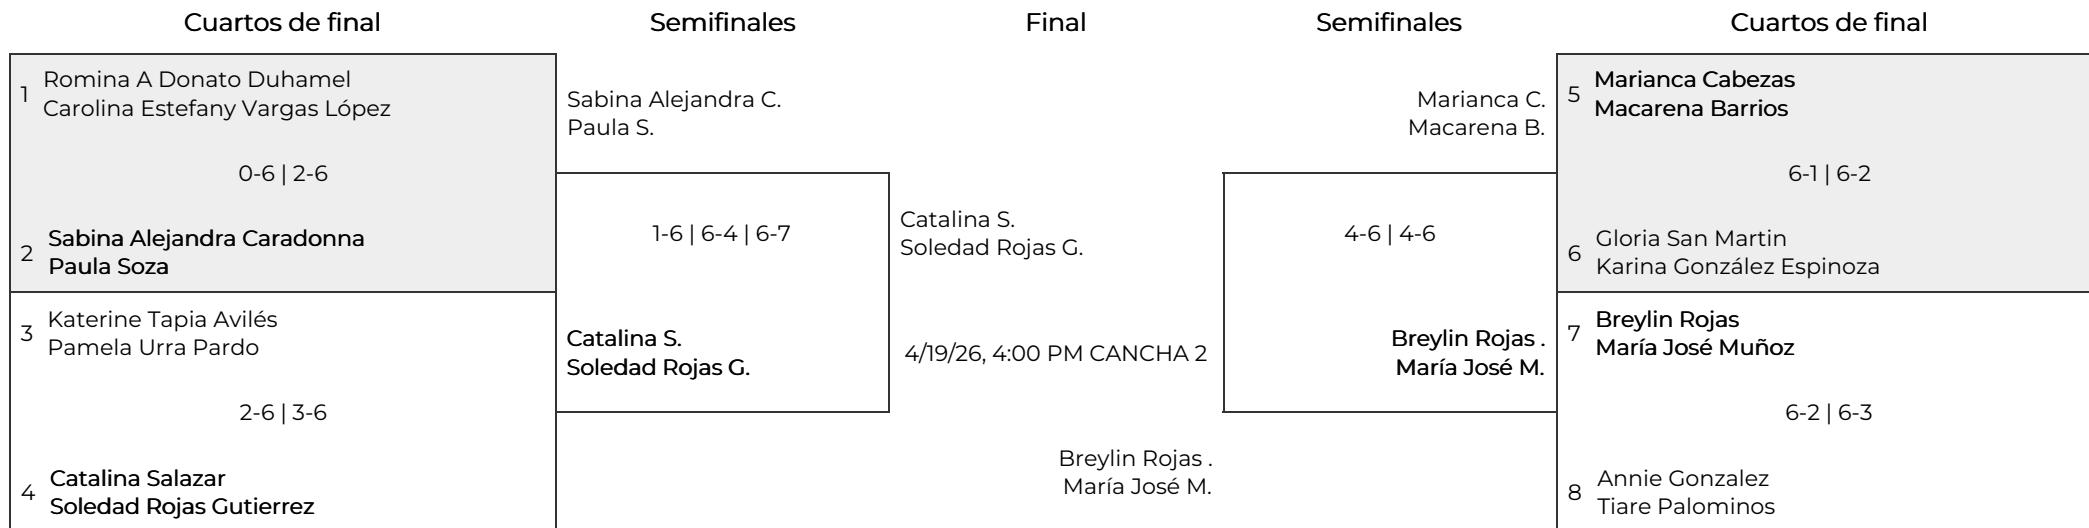 Cuartos de final
Semifinales
Final
Semifinales
Cuartos de final
1
Romina A Donato Duhamel
Carolina Estefany Vargas López
0-6 | 2-6
2
Sabina Alejandra Caradonna
Paula Soza
3
Katerine Tapia Avilés
Pamela Urra Pardo
2-6 | 3-6
4
Catalina Salazar
Soledad Rojas Gutierrez
Sabina Alejandra C.
Paula S.
1-6 | 6-4 | 6-7
Catalina S.
Soledad Rojas G.
Catalina S.
Soledad Rojas G.
4/19/26, 4:00 PM CANCHA 2
Breylin Rojas .
María José M.
Marianca C.
Macarena B.
4-6 | 4-6
Breylin Rojas .
María José M.
5
Marianca Cabezas
Macarena Barrios
6-1 | 6-2
6
Gloria San Martin
Karina González Espinoza
7
Breylin Rojas
María José Muñoz
6-2 | 6-3
8
Annie Gonzalez
Tiare Palominos